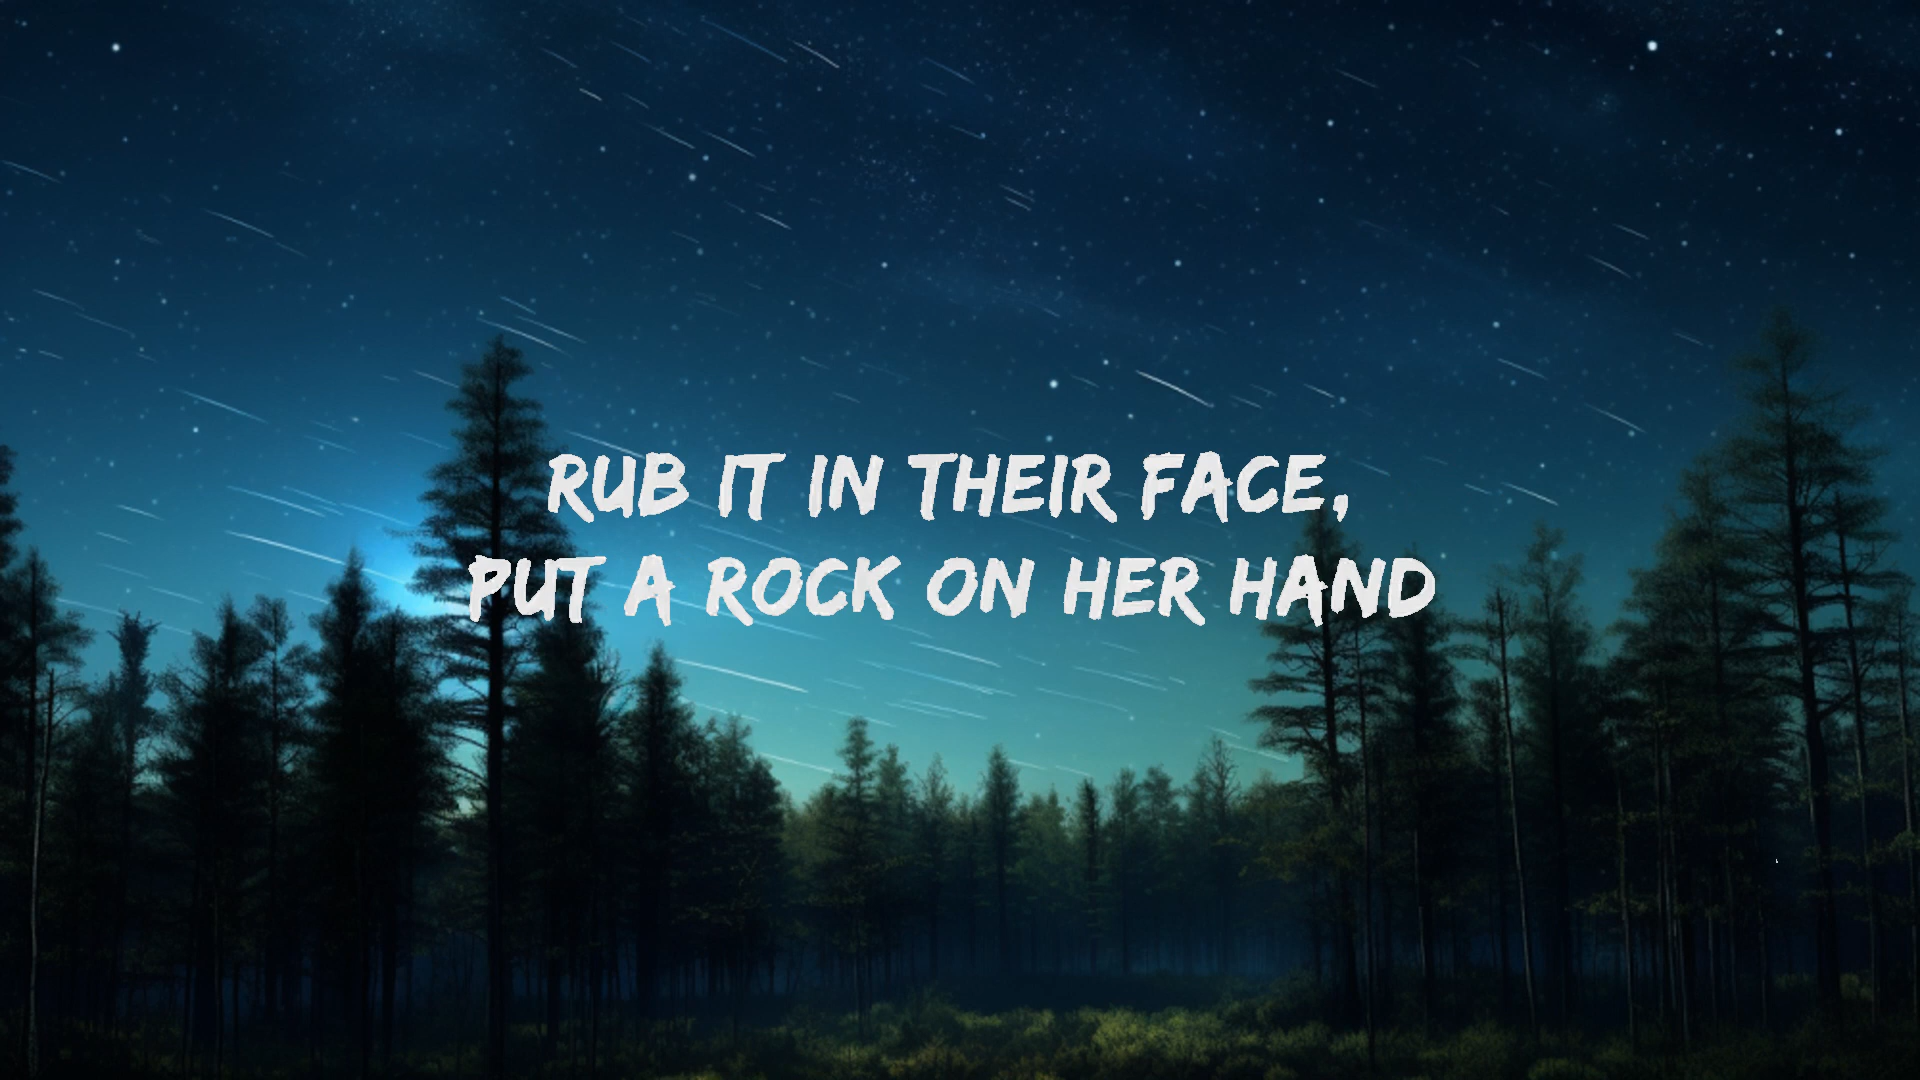 RUB IT IN THEIR FACE,
PUT A ROCK ON HER HAND